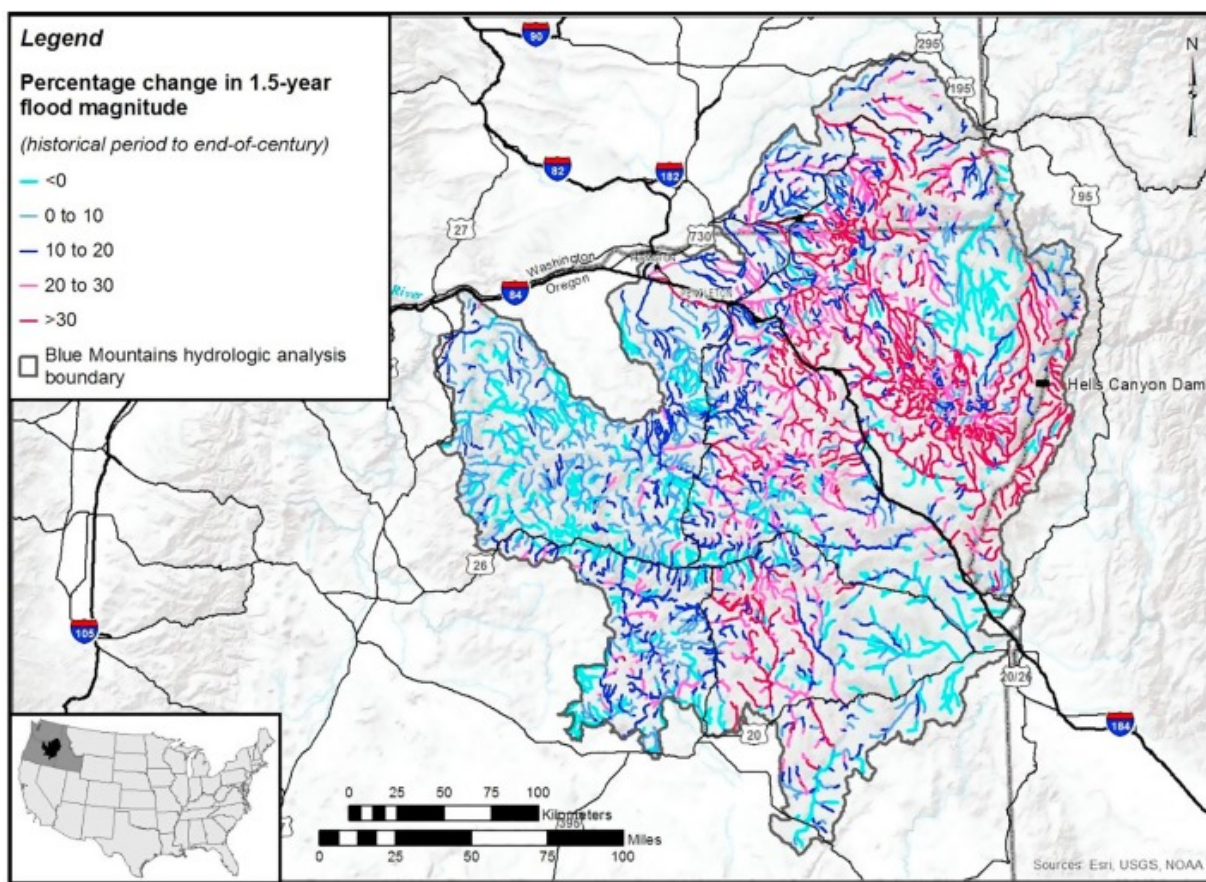 Legend
Percentage change in 1.5-year
flood magnitude
(historical period to end-of-century)
<0
0 to 10
10 to 20
20 to 30
>30
Blue Mountains hydrologic analysis
boundary
90
295
N
195
82
182
95
27
730
Washington
Oregon
River
84
Hells Canyon Dam
26
105
20/26
20
184
0 25 50 75 100
Kilometers
395
Miles
0 25 50 75 100
Sources: Esri, USGS, NOAA